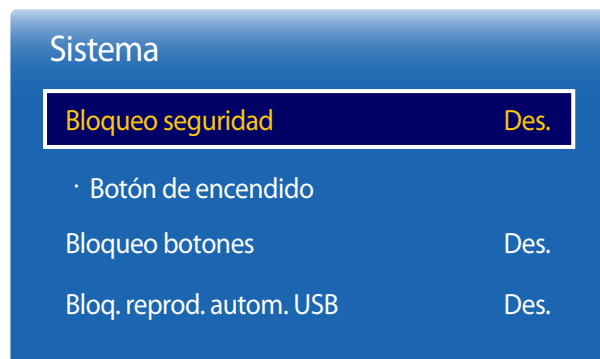 Sistema
Bloqueo seguridad Des.
· Botón de encendido
Bloqueo botones Des.
Bloq. reprod. autom. USB Des.